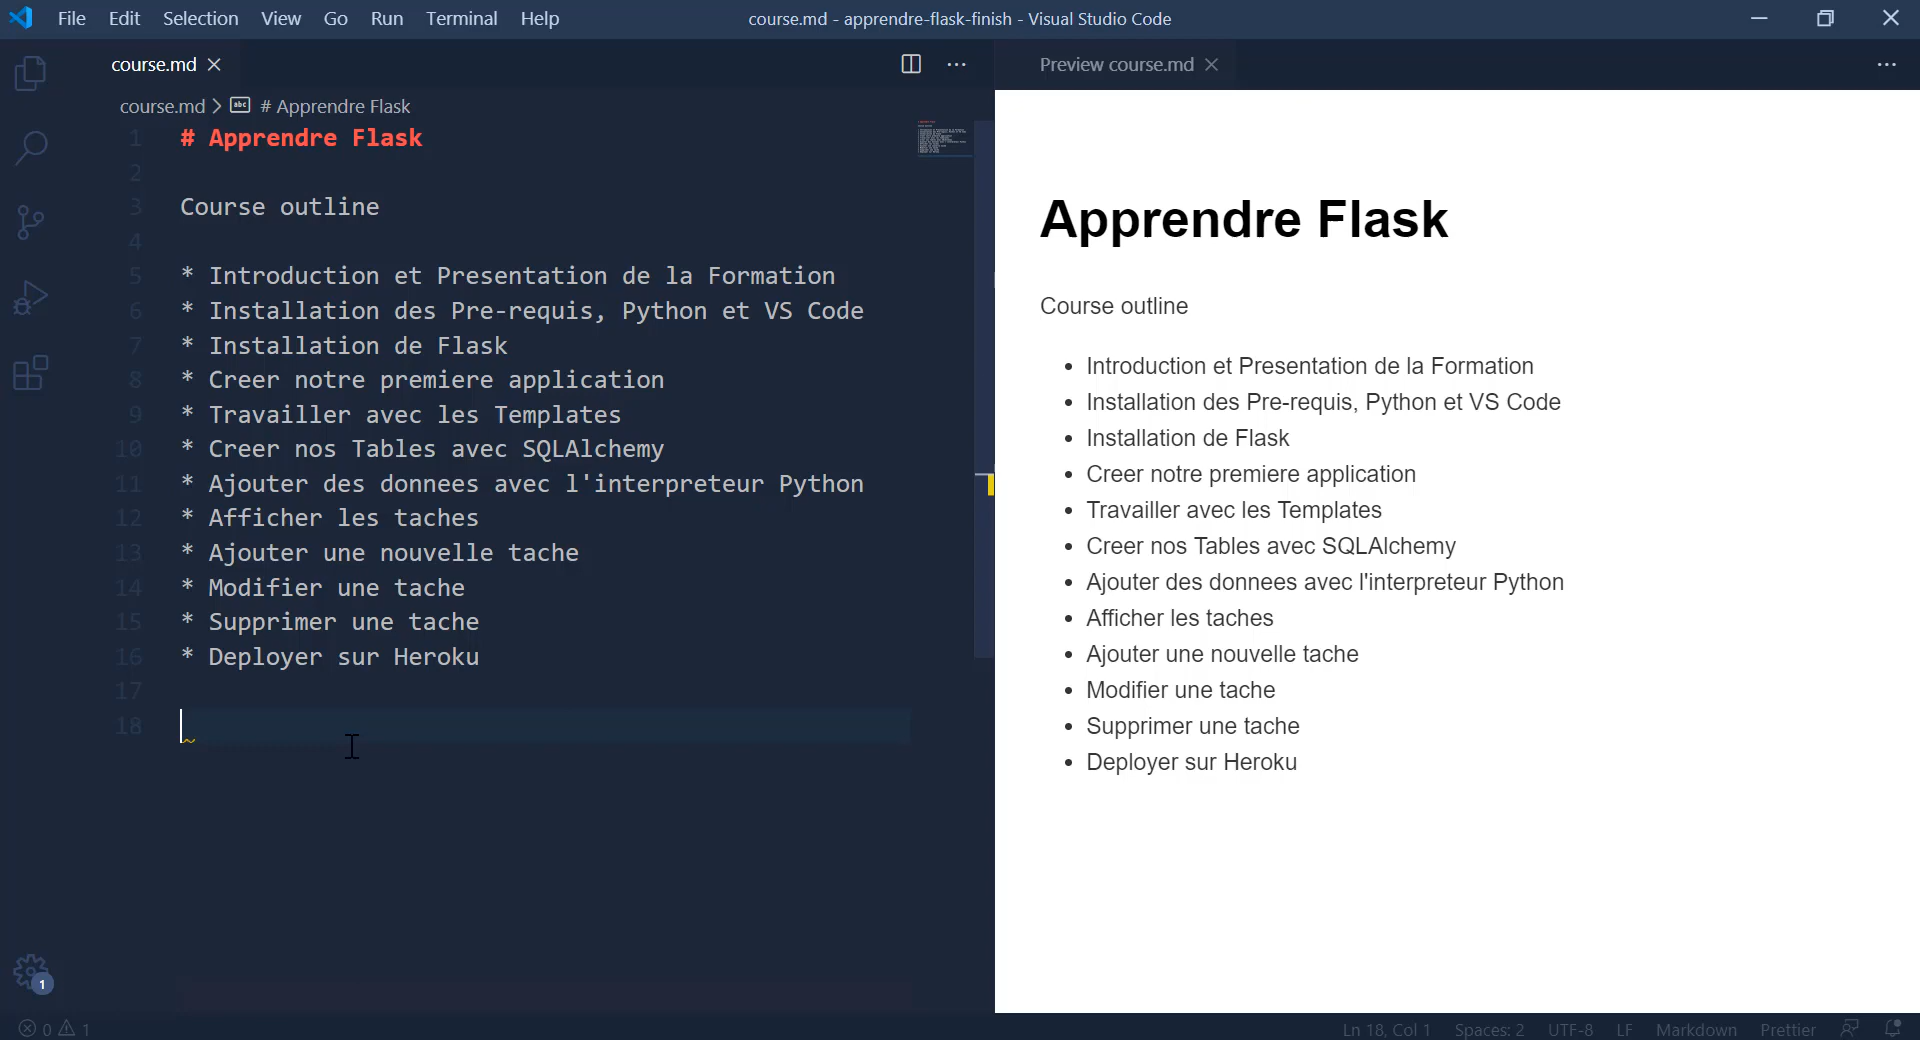 File Edit Selection View Go Run Terminal Help course.md - apprendre-flask-finish - Visual Studio Code
course.md
Preview course.md
course.md > # Apprendre Flask
1 # Apprendre Flask
2
3 Course outline
4
5 * Introduction et Presentation de la Formation
6 * Installation des Pre-requis, Python et VS Code
7 * Installation de Flask
8 * Creer notre premiere application
9 * Travailler avec les Templates
10 * Creer nos Tables avec SQLAlchemy
11 * Ajouter des donnees avec l'interpreteur Python
12 * Afficher les taches
13 * Ajouter une nouvelle tache
14 * Modifier une tache
15 * Supprimer une tache
16 * Deployer sur Heroku
17
18
Apprendre Flask
Course outline
• Introduction et Presentation de la Formation
• Installation des Pre-requis, Python et VS Code
• Installation de Flask
• Creer notre premiere application
• Travailler avec les Templates
• Creer nos Tables avec SQLAlchemy
• Ajouter des donnees avec l'interpreteur Python
• Afficher les taches
• Ajouter une nouvelle tache
• Modifier une tache
• Supprimer une tache
• Deployer sur Heroku
1
0 1 Ln 18, Col 1 Spaces: 2 UTF-8 LF Markdown Prettier